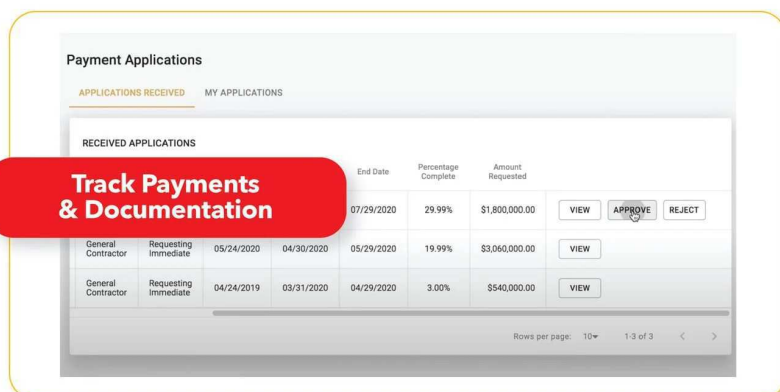 Payment Applications
APPLICATIONS RECEIVED MY APPLICATIONS
RECEIVED APPLICATIONS
Track Payments
& Documentation
End Date Percentage Complete Amount Requested
07/29/2020 29.99% $1,800,000.00 VIEW APPROVE REJECT
General Contractor Requesting Immediate 05/24/2020 04/30/2020 05/29/2020 19.99% $3,060,000.00 VIEW
General Contractor Requesting Immediate 04/24/2019 03/31/2020 04/29/2020 3.00% $540,000.00 VIEW
Rows per page: 10 1-3 of 3